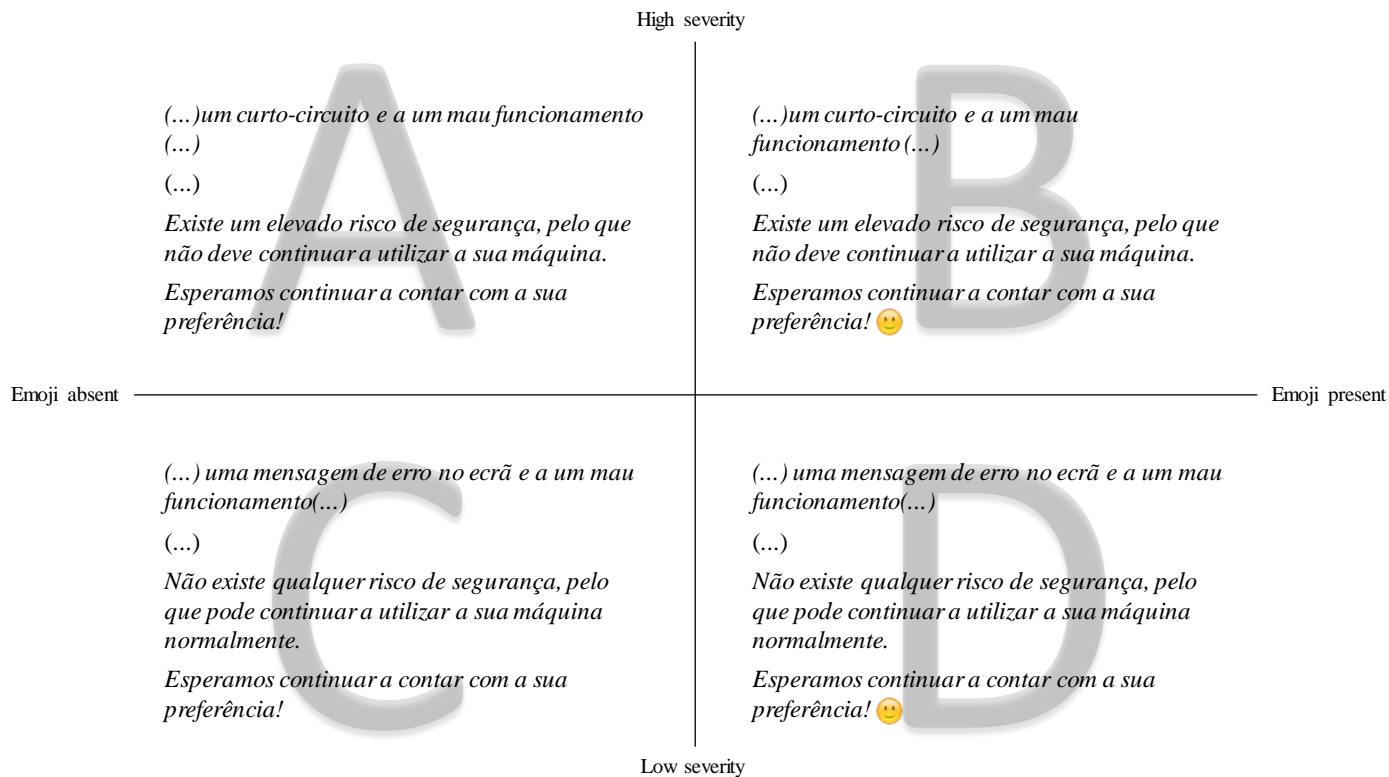 High severity
A
(...)um curto-circuito e a um mau funcionamento
(...)
(...)
Existe um elevado risco de segurança, pelo que
não deve continuar a utilizar a sua máquina.
Esperamos continuar a contar com a sua
preferência!
B
(...)um curto-circuito e a um mau
funcionamento (...)
(...)
Existe um elevado risco de segurança, pelo que
não deve continuar a utilizar a sua máquina.
Esperamos continuar a contar com a sua
preferência! 🙂
Emoji absent
Emoji present
C
(...) uma mensagem de erro no ecrã e a um mau
funcionamento(...)
(...)
Não existe qualquer risco de segurança, pelo
que pode continuar a utilizar a sua máquina
normalmente.
Esperamos continuar a contar com a sua
preferência!
D
(...) uma mensagem de erro no ecrã e a um mau
funcionamento(...)
(...)
Não existe qualquer risco de segurança, pelo
que pode continuar a utilizar a sua máquina
normalmente.
Esperamos continuar a contar com a sua
preferência! 🙂
Low severity